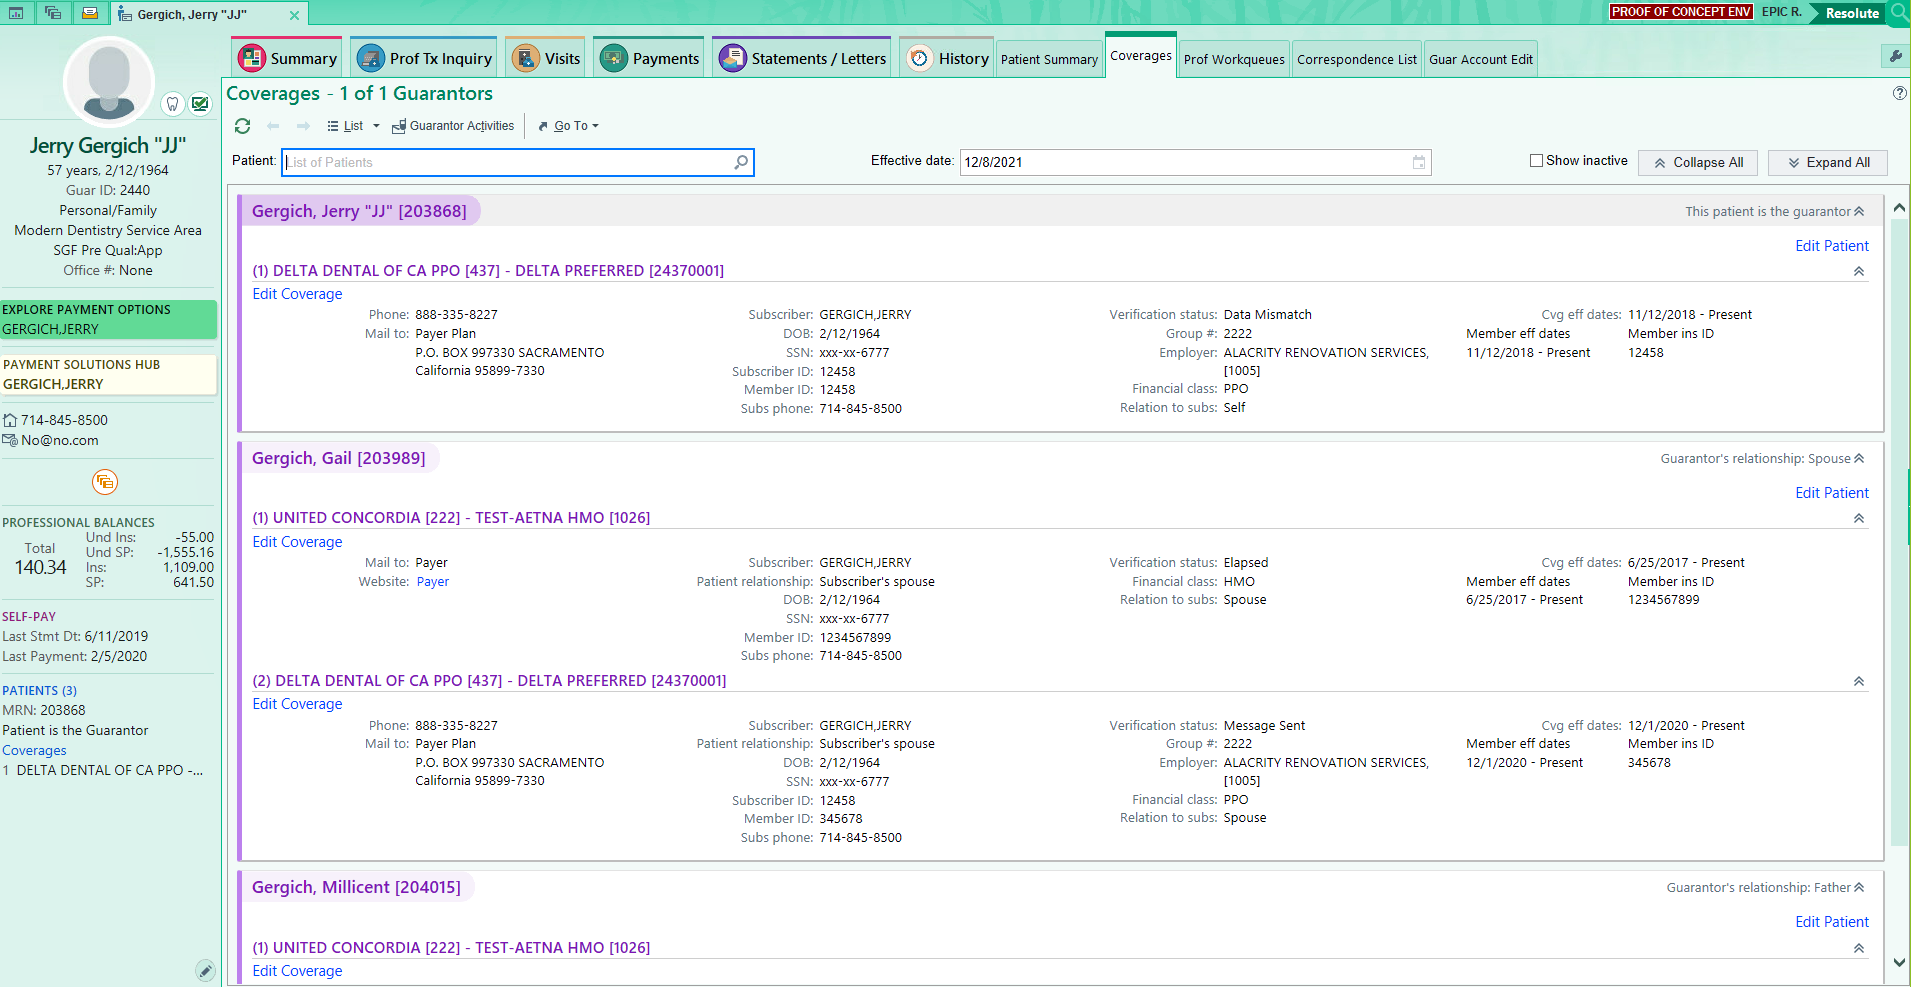 Gergich, Jerry "JJ"
PROOF OF CONCEPT ENV EPIC R. Resolute
Summary Prof Tx Inquiry Visits Payments Statements / Letters History Patient Summary Coverages Prof Workqueues Correspondence List Guar Account Edit
Jerry Gergich "JJ"
57 years, 2/12/1964
Guar ID: 2440
Personal/Family
Modern Dentistry Service Area
SGF Pre Qual:App
Office #: None
EXPLORE PAYMENT OPTIONS
GERGICH,JERRY
PAYMENT SOLUTIONS HUB
GERGICH,JERRY
714-845-8500
No@no.com
PROFESSIONAL BALANCES
Total
140.34
Und Ins: -55.00
Und SP: -1,555.16
Ins: 1,109.00
SP: 641.50
SELF-PAY
Last Stmt Dt: 6/11/2019
Last Payment: 2/5/2020
PATIENTS (3)
MRN: 203868
Patient is the Guarantor
Coverages
1 DELTA DENTAL OF CA PPO -...
Coverages - 1 of 1 Guarantors
List Guarantor Activities Go To
Patient: List of Patients Effective date: 12/8/2021 Show inactive Collapse All Expand All
Gergich, Jerry "JJ" [203868] This patient is the guarantor
Edit Patient
(1) DELTA DENTAL OF CA PPO [437] - DELTA PREFERRED [24370001]
Edit Coverage
Phone: 888-335-8227
Mail to: Payer Plan
P.O. BOX 997330 SACRAMENTO
California 95899-7330
Subscriber: GERGICH,JERRY
DOB: 2/12/1964
SSN: xxx-xx-6777
Subscriber ID: 12458
Member ID: 12458
Subs phone: 714-845-8500
Verification status: Data Mismatch
Group #: 2222
Employer: ALACRITY RENOVATION SERVICES,
[1005]
Financial class: PPO
Relation to subs: Self
Cvg eff dates: 11/12/2018 - Present
Member eff dates Member ins ID
11/12/2018 - Present 12458
Gergich, Gail [203989] Guarantor's relationship: Spouse
Edit Patient
(1) UNITED CONCORDIA [222] - TEST-AETNA HMO [1026]
Edit Coverage
Mail to: Payer
Website: Payer
Subscriber: GERGICH,JERRY
Patient relationship: Subscriber's spouse
DOB: 2/12/1964
SSN: xxx-xx-6777
Member ID: 1234567899
Subs phone: 714-845-8500
Verification status: Elapsed
Financial class: HMO
Relation to subs: Spouse
Cvg eff dates: 6/25/2017 - Present
Member eff dates Member ins ID
6/25/2017 - Present 1234567899
(2) DELTA DENTAL OF CA PPO [437] - DELTA PREFERRED [24370001]
Edit Coverage
Phone: 888-335-8227
Mail to: Payer Plan
P.O. BOX 997330 SACRAMENTO
California 95899-7330
Subscriber: GERGICH,JERRY
Patient relationship: Subscriber's spouse
DOB: 2/12/1964
SSN: xxx-xx-6777
Subscriber ID: 12458
Member ID: 345678
Subs phone: 714-845-8500
Verification status: Message Sent
Group #: 2222
Employer: ALACRITY RENOVATION SERVICES,
[1005]
Financial class: PPO
Relation to subs: Spouse
Cvg eff dates: 12/1/2020 - Present
Member eff dates Member ins ID
12/1/2020 - Present 345678
Gergich, Millicent [204015] Guarantor's relationship: Father
Edit Patient
(1) UNITED CONCORDIA [222] - TEST-AETNA HMO [1026]
Edit Coverage